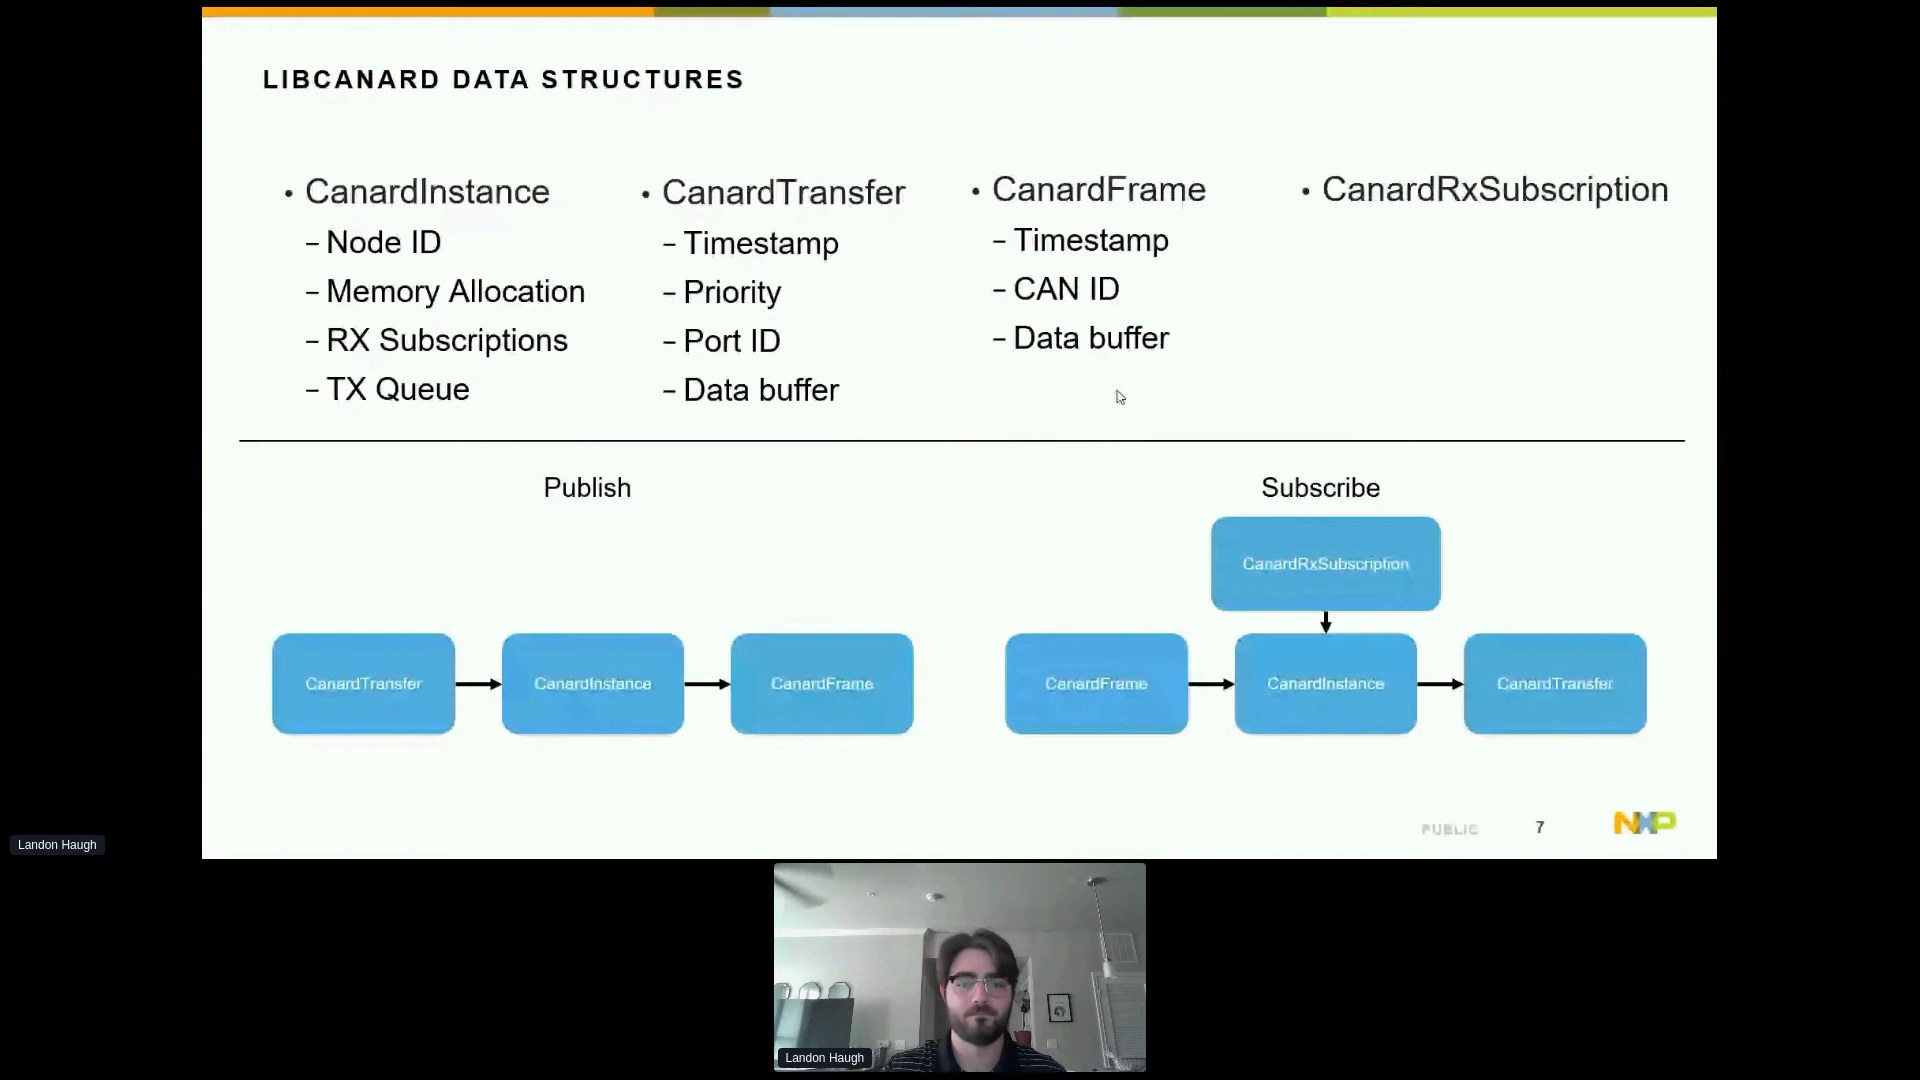 LIBCANARD DATA STRUCTURES
• CanardInstance
– Node ID
– Memory Allocation
– RX Subscriptions
– TX Queue
• CanardTransfer
– Timestamp
– Priority
– Port ID
– Data buffer
• CanardFrame
– Timestamp
– CAN ID
– Data buffer
• CanardRxSubscription
Publish
CanardTransfer
CanardInstance
CanardFrame
Subscribe
CanardRxSubscription
CanardFrame
CanardInstance
CanardTransfer
PUBLIC
7
NXP
Landon Haugh
Landon Haugh